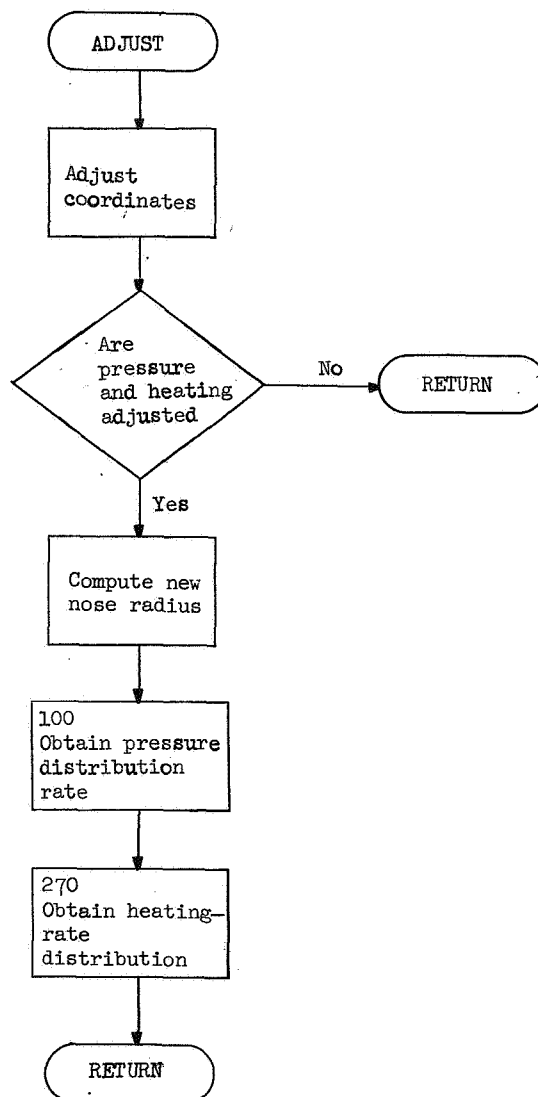 ADJUST
Adjust
coordinates
Are
pressure
and heating
adjusted
No
RETURN
Yes
Compute new
nose radius
100
Obtain pressure
distribution
rate
270
Obtain heating-
rate
distribution
RETURN